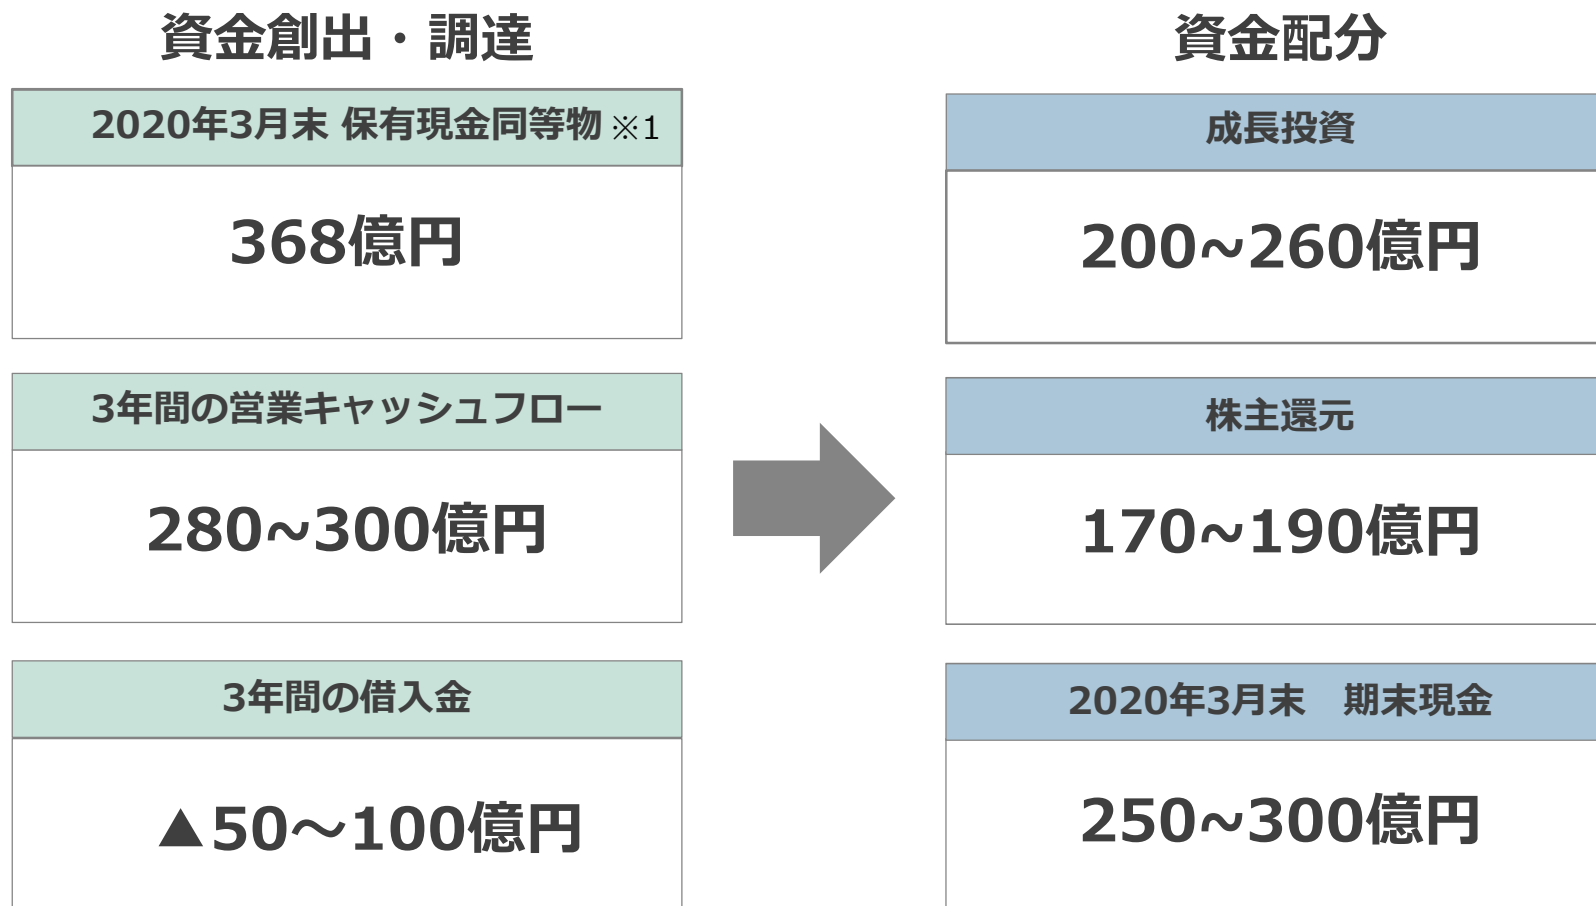 資金創出・調達
2020年3月末 保有現金同等物 ※1
368億円
3年間の営業キャッシュフロー
280~300億円
3年間の借入金
▲50～100億円
資金配分
成長投資
200~260億円
株主還元
170~190億円
2020年3月末　期末現金
250~300億円